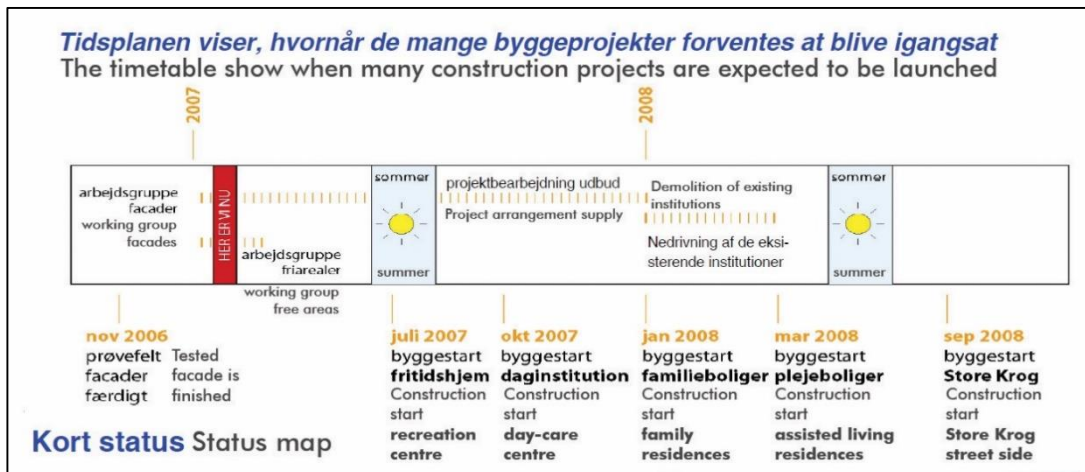 Tidsplanen viser, hvornår de mange byggeprojekter forventes at blive igangsat
The timetable show when many construction projects are expected to be launched
2007
2008
arbejdsgruppe
facader
working group
facades
HER ER VI NU
arbejdsgruppe
friarealer
working group
free areas
sommer
summer
projektbearbejdning udbud
Project arrangement supply
Demolition of existing
institutions
Nedrivning af de eksi-
sterende institutioner
sommer
summer
nov 2006
prøvefelt
facader
færdigt
Tested
facade is
finished
juli 2007
byggestart
fritidshjem
Construction
start
recreation
centre
okt 2007
byggestart
daginstitution
Construction
start
day-care
centre
jan 2008
byggestart
familieboliger
Construction
start
family
residences
mar 2008
byggestart
plejeboliger
Construction
start
assisted living
residences
sep 2008
byggestart
Store Krog
Construction
start
Store Krog
street side
Kort status Status map